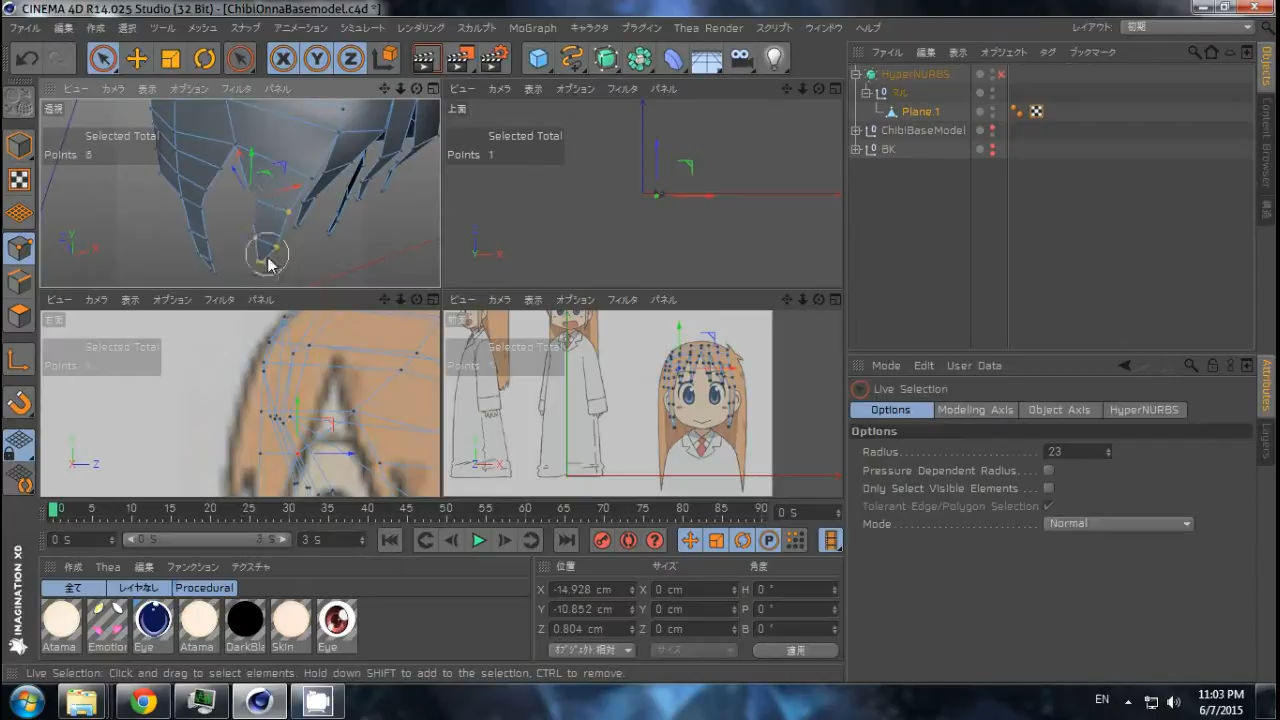 CINEMA 4D R14.025 Studio (32 Bit) - [ChibiOnnaBasemodel.c4d *]
ファイル 編集 作成 選択 ツール メッシュ スナップ アニメーション シミュレート レンダリング スカルプト MoGraph キャラクタ プラグイン Thea Render スクリプト ウインドウ ヘルプ
レイアウト: 初期
X Y Z
ファイル 編集 表示 オブジェクト タグ ブックマーク
ビュー カメラ 表示 オプション フィルタ パネル
透視
Selected Total
Points
ビュー カメラ 表示 オプション フィルタ パネル
上面
Selected Total
Points 1
HyperNURBS
ヌル
Plane.1
ChibiBaseModel
BK
Objects
Content Browser
構造
ビュー カメラ 表示 オプション フィルタ パネル
右面
Selected Total
Points
ビュー カメラ 表示 オプション フィルタ パネル
前面
Selected Total
Points
Mode Edit User Data
Live Selection
Options Modeling Axis Object Axis HyperNURBS
Options
Radius 23
Pressure Dependent Radius
Only Select Visible Elements
Tolerant Edge/Polygon Selection
Mode Normal
Attributes
Layers
0 5 10 15 20 25 30 35 40 45 50 55 60 65 70 75 80 85 90
0 S
0 S 0 S 3 S 3 S
作成 Thea 編集 ファンクション テクスチャ
全て レイヤなし Procedural
Atama Emotion Eye Atama DarkBla Skin Eye
位置 サイズ 角度
X -14.928 cm X 0 cm H 0 °
Y -10.852 cm Y 0 cm P 0 °
Z 0.804 cm Z 0 cm B 0 °
オブジェクト相対 サイズ 適用
IMAGINATION XD
Live Selection: Click and drag to select elements. Hold down SHIFT to add to the selection, CTRL to remove.
EN
11:03 PM
6/7/2015